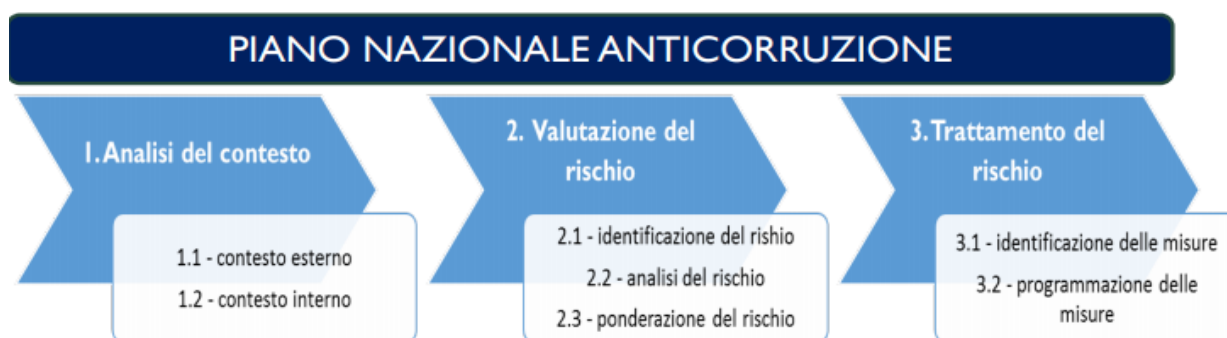 PIANO NAZIONALE ANTICORRUZIONE
1. Analisi del contesto
1.1 - contesto esterno
1.2 - contesto interno
2. Valutazione del
rischio
2.1 - identificazione del rishio
2.2 - analisi del rischio
2.3 - ponderazione del rischio
3. Trattamento del
rischio
3.1 - identificazione delle misure
3.2 - programmazione delle
misure